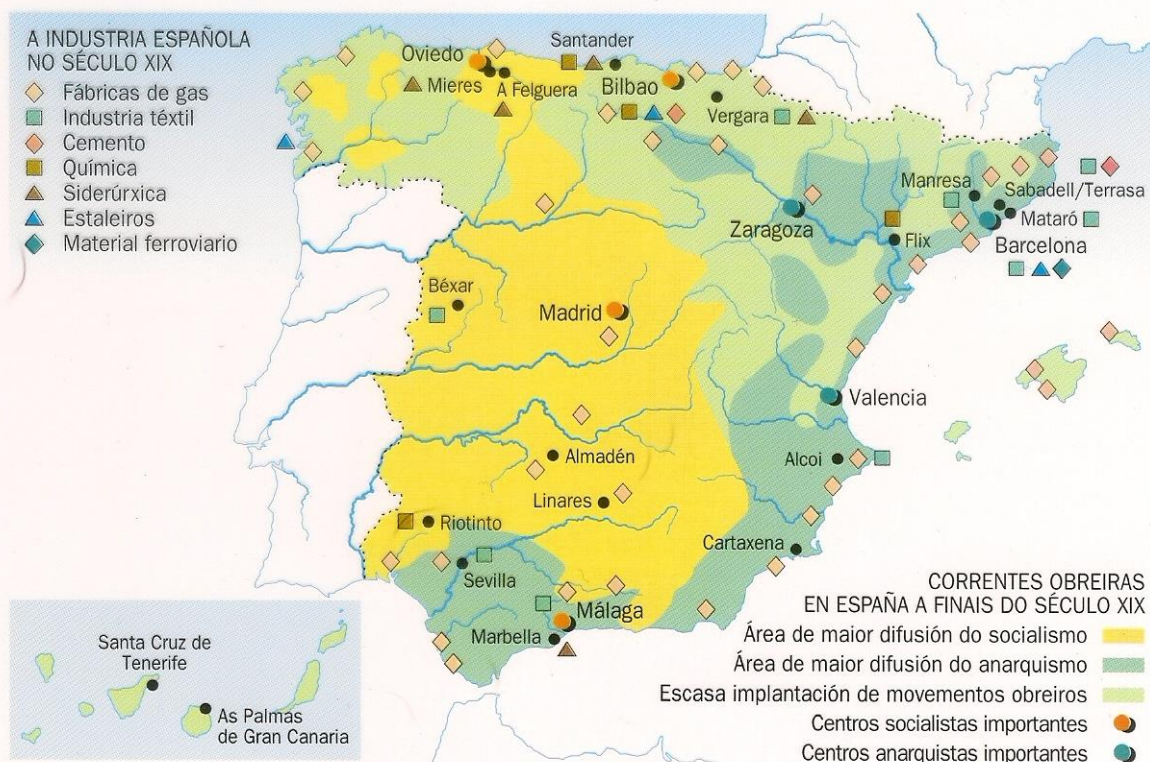 A INDUSTRIA ESPAÑOLA
NO SÉCULO XIX
Fábricas de gas
Industria téxtil
Cemento
Química
Siderúrxica
Estaleiros
Material ferroviario
Oviedo
Mieres
A Felguera
Santander
Bilbao
Vergara
Manresa
Sabadell/Terrasa
Mataró
Barcelona
Zaragoza
Flix
Béxar
Madrid
Valencia
Almadén
Alcoi
Linares
Riotinto
Cartaxena
Sevilla
Málaga
Marbella
Santa Cruz de
Tenerife
As Palmas
de Gran Canaria
CORRENTES OBREIRAS
EN ESPAÑA A FINAIS DO SÉCULO XIX
Área de maior difusión do socialismo
Área de maior difusión do anarquismo
Escasa implantación de movementos obreiros
Centros socialistas importantes
Centros anarquistas importantes